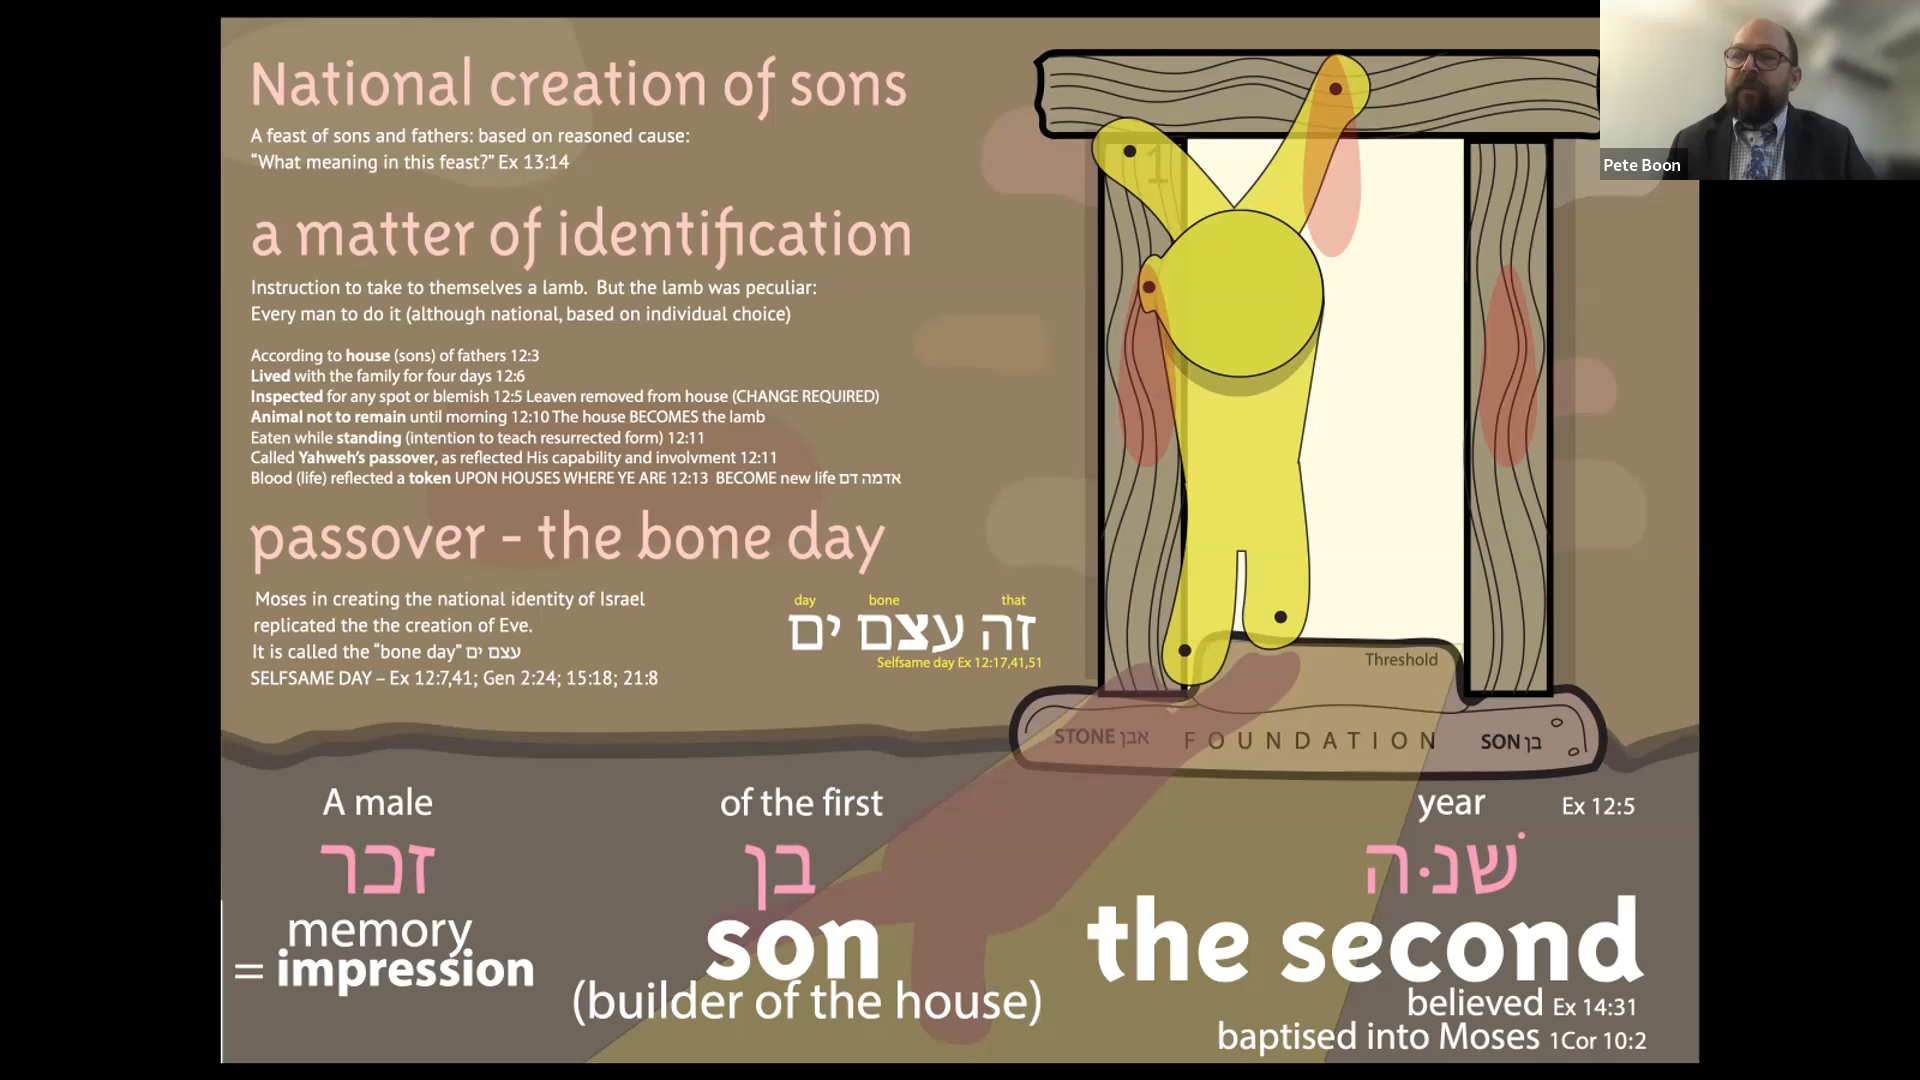 National creation of sons
A feast of sons and fathers: based on reasoned cause:
“What meaning in this feast?” Ex 13:14
a matter of identification
Instruction to take to themselves a lamb. But the lamb was peculiar:
Every man to do it (although national, based on individual choice)
According to house (sons) of fathers 12:3
Lived with the family for four days 12:6
Inspected for any spot or blemish 12:5 Leaven removed from house (CHANGE REQUIRED)
Animal not to remain until morning 12:10 The house BECOMES the lamb
Eaten while standing (intention to teach resurrected form) 12:11
Called Yahweh’s passover, as reflected His capability and involvment 12:11
Blood (life) reflected a token UPON HOUSES WHERE YE ARE 12:13 BECOME new life אדמה דם
passover - the bone day
Moses in creating the national identity of Israel
replicated the the creation of Eve.
It is called the “bone day” עצם ים
SELFSAME DAY – Ex 12:7,41; Gen 2:24; 15:18; 21:8
day bone that
זה עצם ים
Selfsame day Ex 12:17,41,51
1
Threshold
STONE אבן FOUNDATION SON בן
A male of the first year Ex 12:5
זכר בן שׁנּה
memory
= impression
son
(builder of the house)
the second
believed Ex 14:31
baptised into Moses 1Cor 10:2
Pete Boon